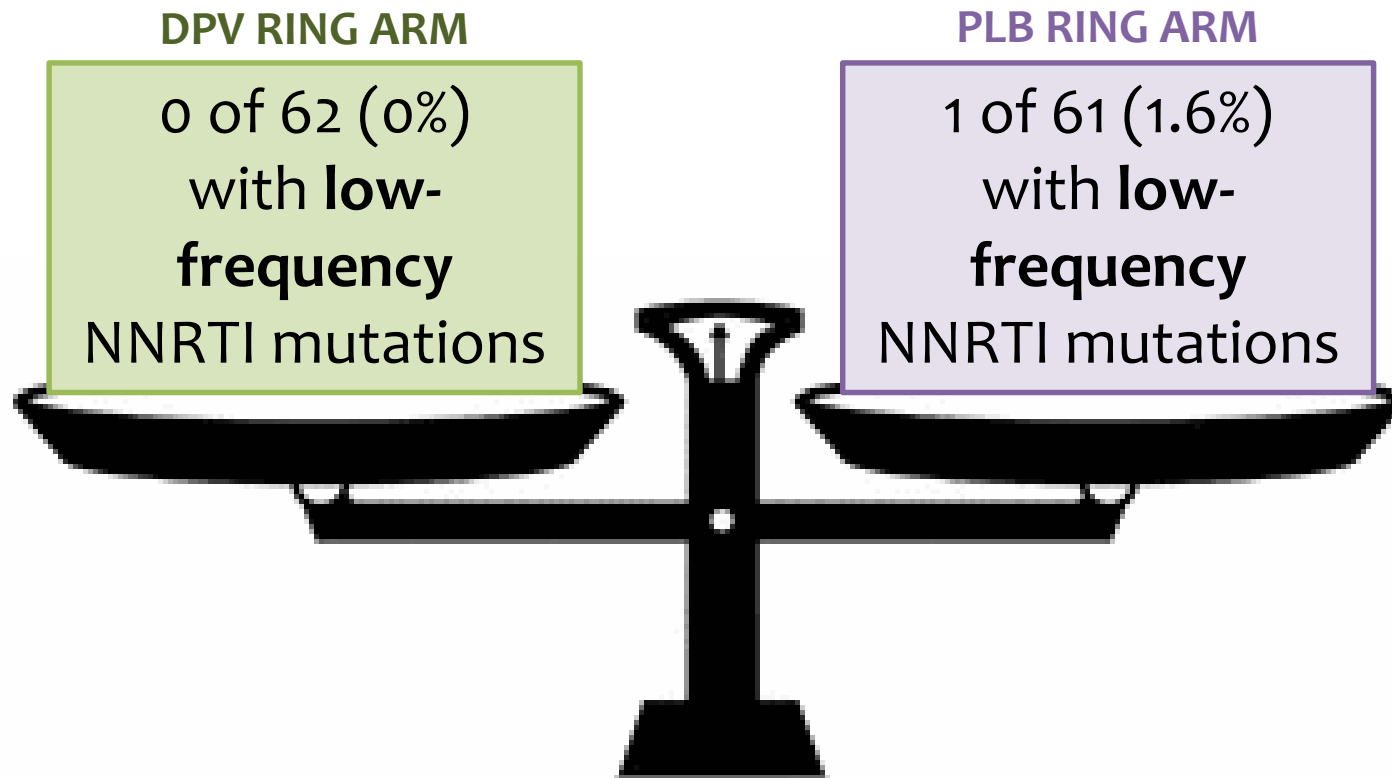 DPV RING ARM
0 of 62 (0%)
with low-
frequency
NNRTI mutations
PLB RING ARM
1 of 61 (1.6%)
with low-
frequency
NNRTI mutations